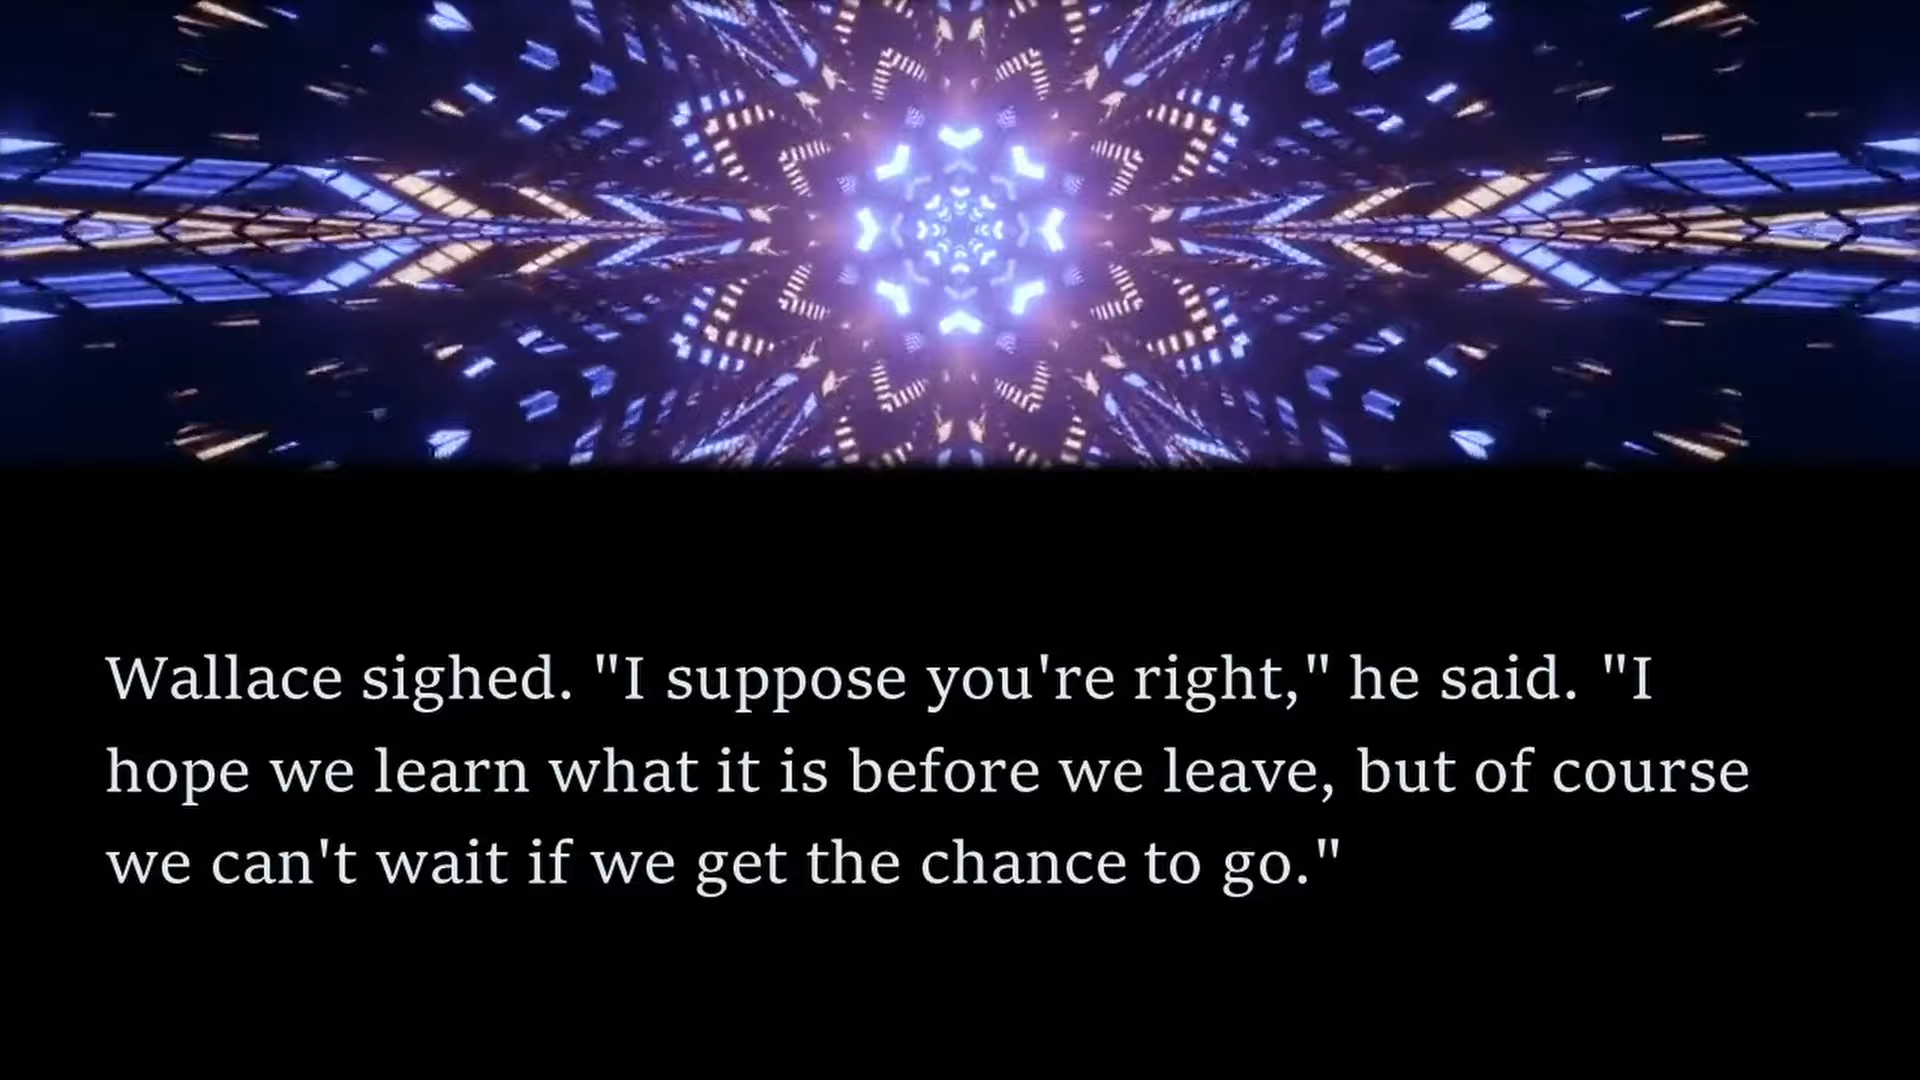 Wallace sighed. "I suppose you're right," he said. "I
hope we learn what it is before we leave, but of course
we can't wait if we get the chance to go."